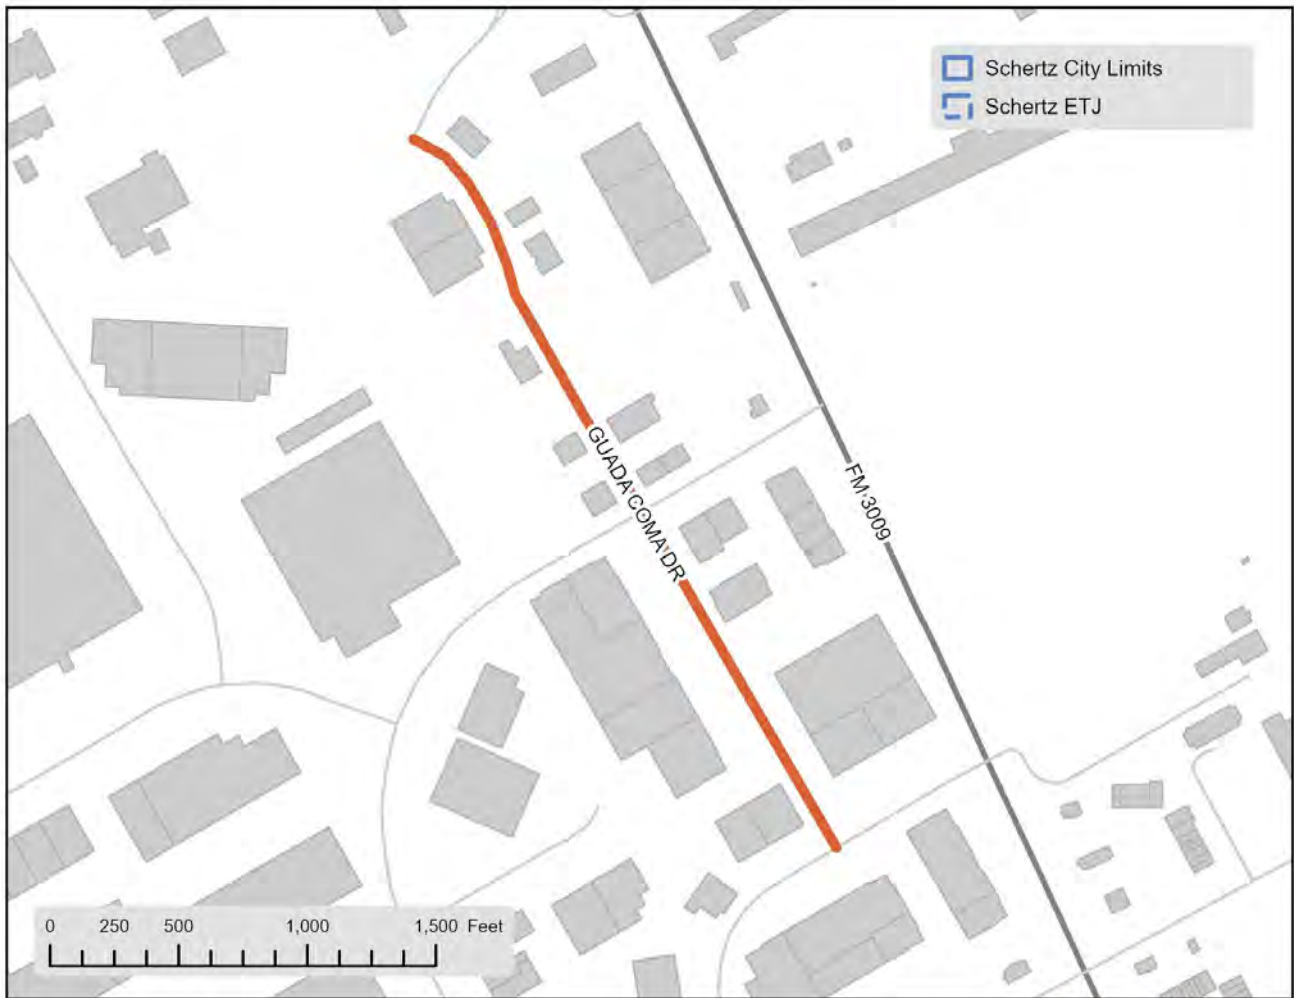 Schertz City Limits
Schertz ETJ
GUADA COMA DR
FM 3009
0 250 500 1,000 1,500 Feet